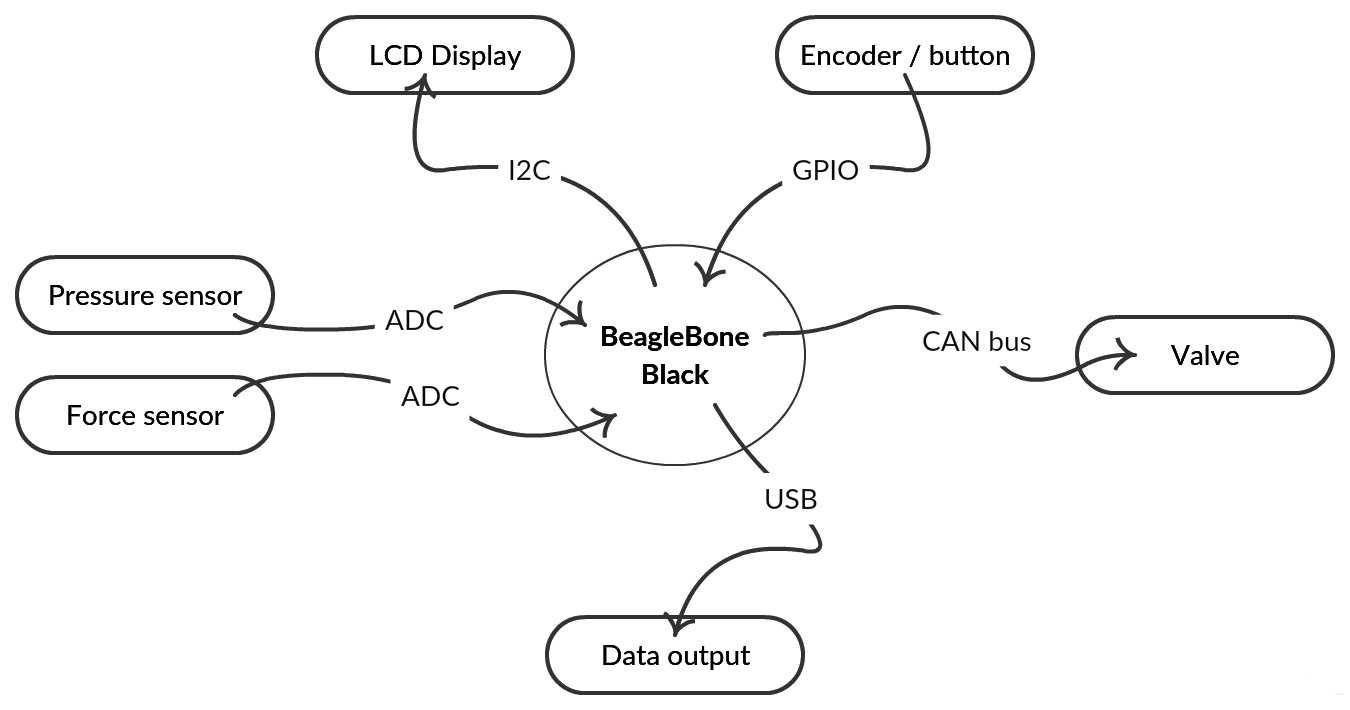 LCD Display
Encoder / button
I2C
GPIO
Pressure sensor
ADC
BeagleBone
Black
CAN bus
Valve
Force sensor
ADC
USB
Data output